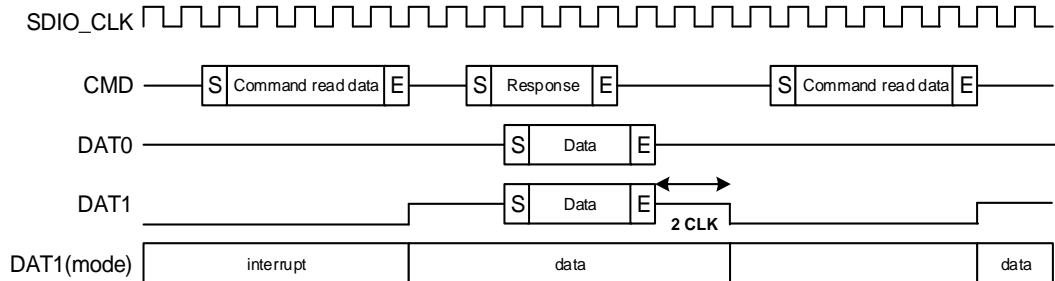 SDIO_CLK
CMD S Command read data E S Response E S Command read data E
DAT0 S Data E
DAT1 S Data E
2 CLK
DAT1(mode) interrupt data data